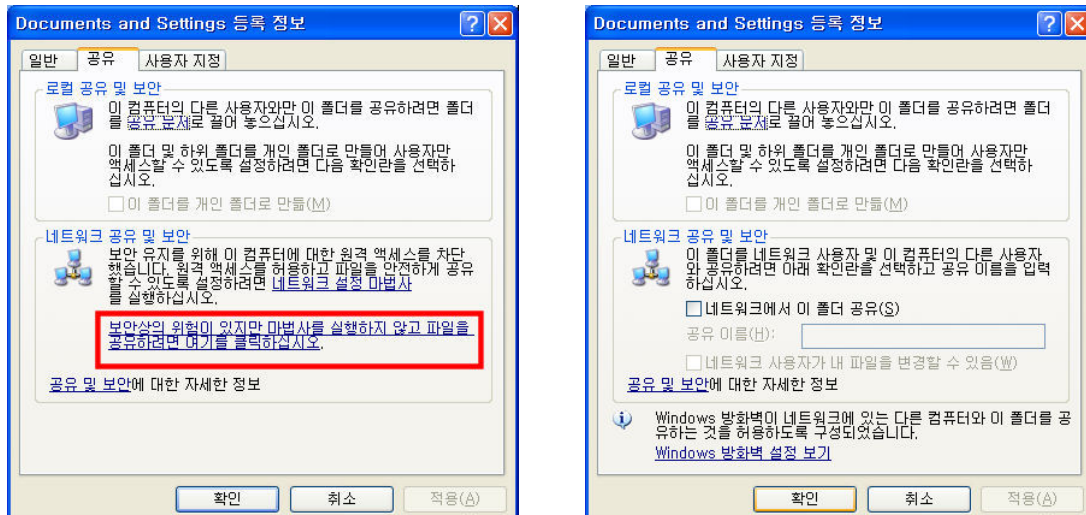 Documents and Settings 등록 정보
일반
공유
사용자 지정
로컬 공유 및 보안
이 컴퓨터의 다른 사용자와만 이 폴더를 공유하려면 폴더
를 공유 문서로 끌어 놓으십시오.
이 폴더 및 하위 폴더를 개인 폴더로 만들어 사용자만
액세스할 수 있도록 설정하려면 다음 확인란을 선택하
십시오.
이 폴더를 개인 폴더로 만듦(M)
네트워크 공유 및 보안
보안 유지를 위해 이 컴퓨터에 대한 원격 액세스를 차단
했습니다. 원격 액세스를 허용하고 파일을 안전하게 공유
할 수 있도록 설정하려면 네트워크 설정 마법사
를 실행하십시오.
보안상의 위험이 있지만 마법사를 실행하지 않고 파일을
공유하려면 여기를 클릭하십시오.
공유 및 보안에 대한 자세한 정보
확인
취소
적용(A)
Documents and Settings 등록 정보
일반
공유
사용자 지정
로컬 공유 및 보안
이 컴퓨터의 다른 사용자와만 이 폴더를 공유하려면 폴더
를 공유 문서로 끌어 놓으십시오.
이 폴더 및 하위 폴더를 개인 폴더로 만들어 사용자만
액세스할 수 있도록 설정하려면 다음 확인란을 선택하
십시오.
이 폴더를 개인 폴더로 만듦(M)
네트워크 공유 및 보안
이 폴더를 네트워크 사용자 및 이 컴퓨터의 다른 사용자
와 공유하려면 아래 확인란을 선택하고 공유 이름을 입력
하십시오.
네트워크에서 이 폴더 공유(S)
공유 이름(H):
네트워크 사용자가 내 파일을 변경할 수 있음(W)
공유 및 보안에 대한 자세한 정보
Windows 방화벽이 네트워크에 있는 다른 컴퓨터와 이 폴더를 공
유하는 것을 허용하도록 구성되었습니다.
Windows 방화벽 설정 보기
확인
취소
적용(A)